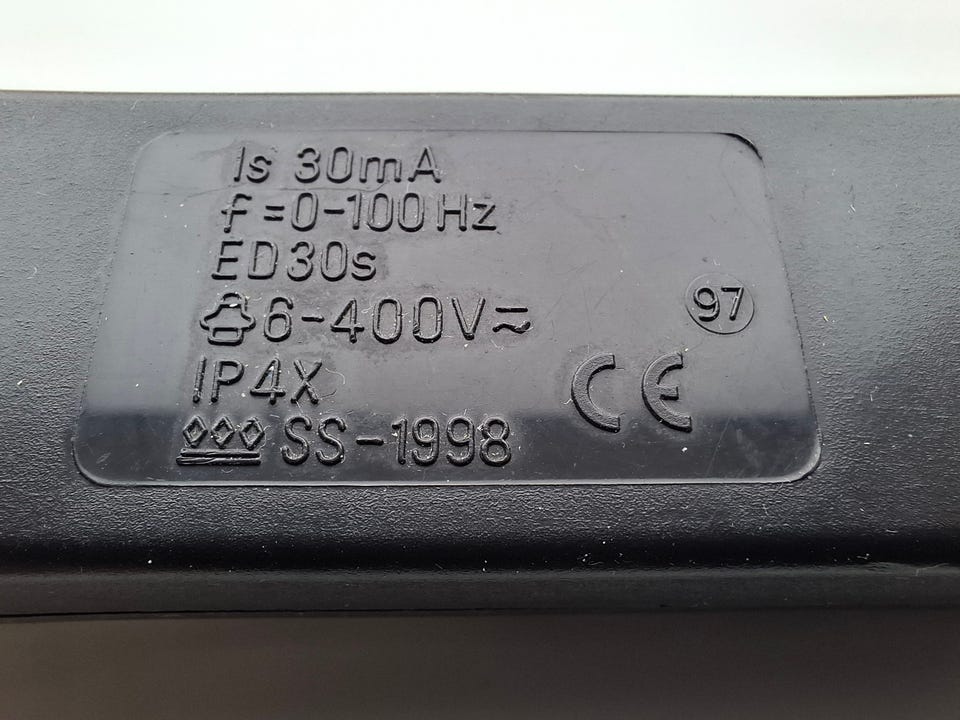 Is 30mA
f=0-100Hz
ED30s
6-400V⎓
97
IP4X
CE
SS-1998